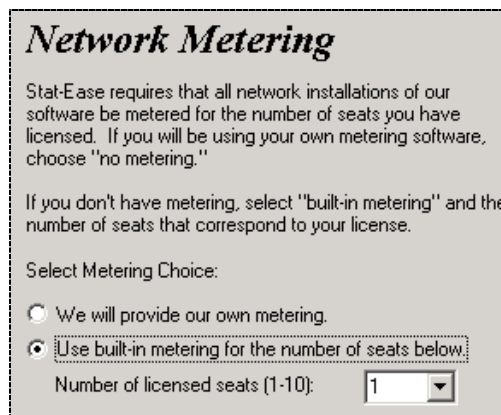 Network Metering
Stat-Ease requires that all network installations of our
software be metered for the number of seats you have
licensed. If you will be using your own metering software,
choose "no metering."
If you don't have metering, select "built-in metering" and the
number of seats that correspond to your license.
Select Metering Choice:
We will provide our own metering.
Use built-in metering for the number of seats below.
Number of licensed seats (1-10): 1